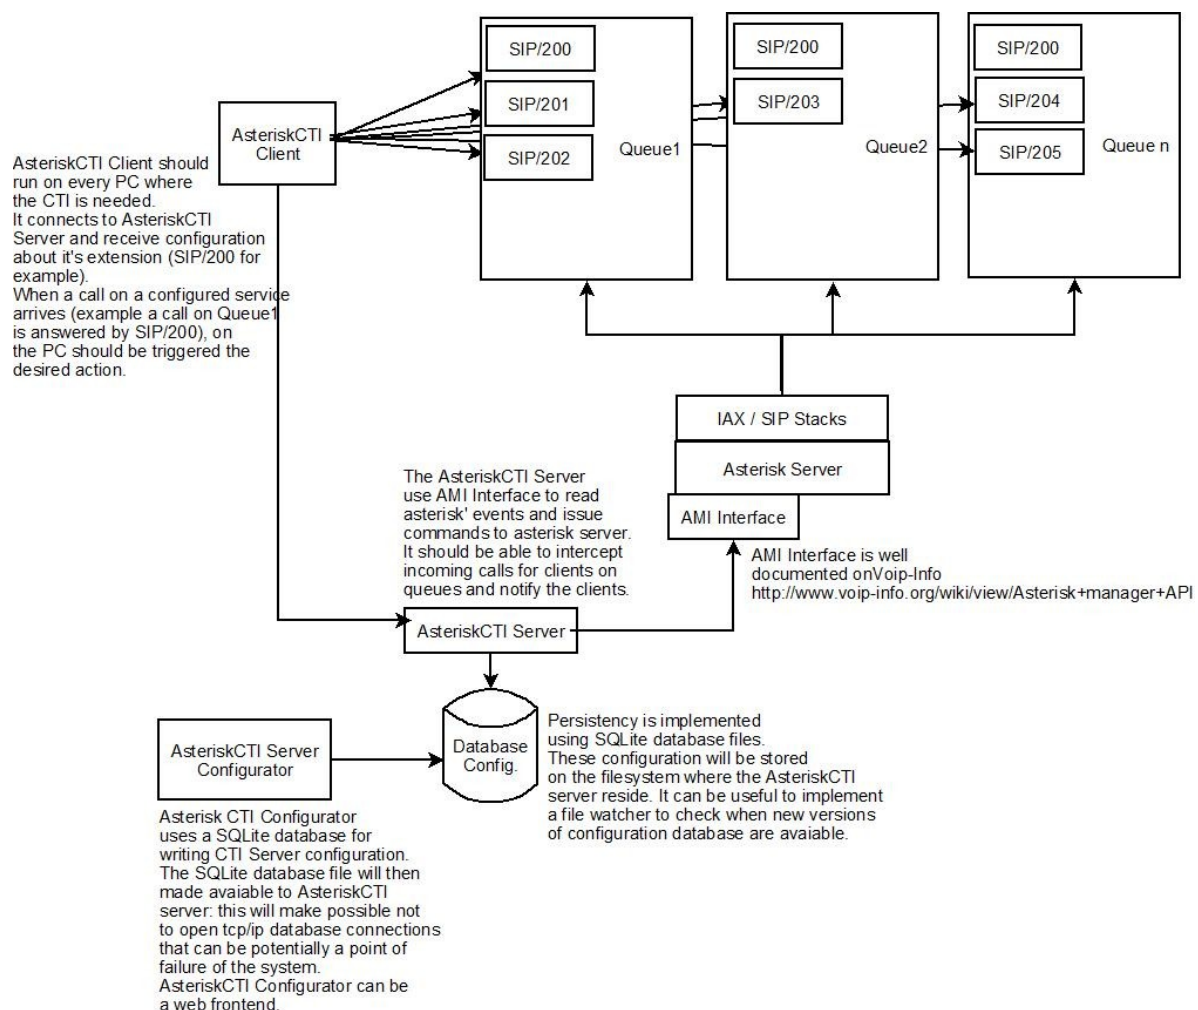 SIP/200
SIP/201
SIP/202
Queue1
SIP/200
SIP/203
Queue2
SIP/200
SIP/204
SIP/205
Queue n
AsteriskCTI
Client
AsteriskCTI Client should
run on every PC where
the CTI is needed.
It connects to AsteriskCTI
Server and receive configuration
about it's extension (SIP/200 for
example).
When a call on a configured service
arrives (example a call on Queue1
is answered by SIP/200), on
the PC should be triggered the
desired action.
IAX / SIP Stacks
Asterisk Server
AMI Interface
The AsteriskCTI Server
use AMI Interface to read
asterisk' events and issue
commands to asterisk server.
It should be able to intercept
incoming calls for clients on
queues and notify the clients.
AMI Interface is well
documented onVoip-Info
http://www.voip-info.org/wiki/view/Asterisk+manager+API
AsteriskCTI Server
AsteriskCTI Server
Configurator
Database
Config.
Persistency is implemented
using SQLite database files.
These configuration will be stored
on the filesystem where the AsteriskCTI
server reside. It can be useful to implement
a file watcher to check when new versions
of configuration database are avaiable.
Asterisk CTI Configurator
uses a SQLite database for
writing CTI Server configuration.
The SQLite database file will then
made avaiable to AsteriskCTI
server: this will make possible not
to open tcp/ip database connections
that can be potentially a point of
failure of the system.
AsteriskCTI Configurator can be
a web frontend.